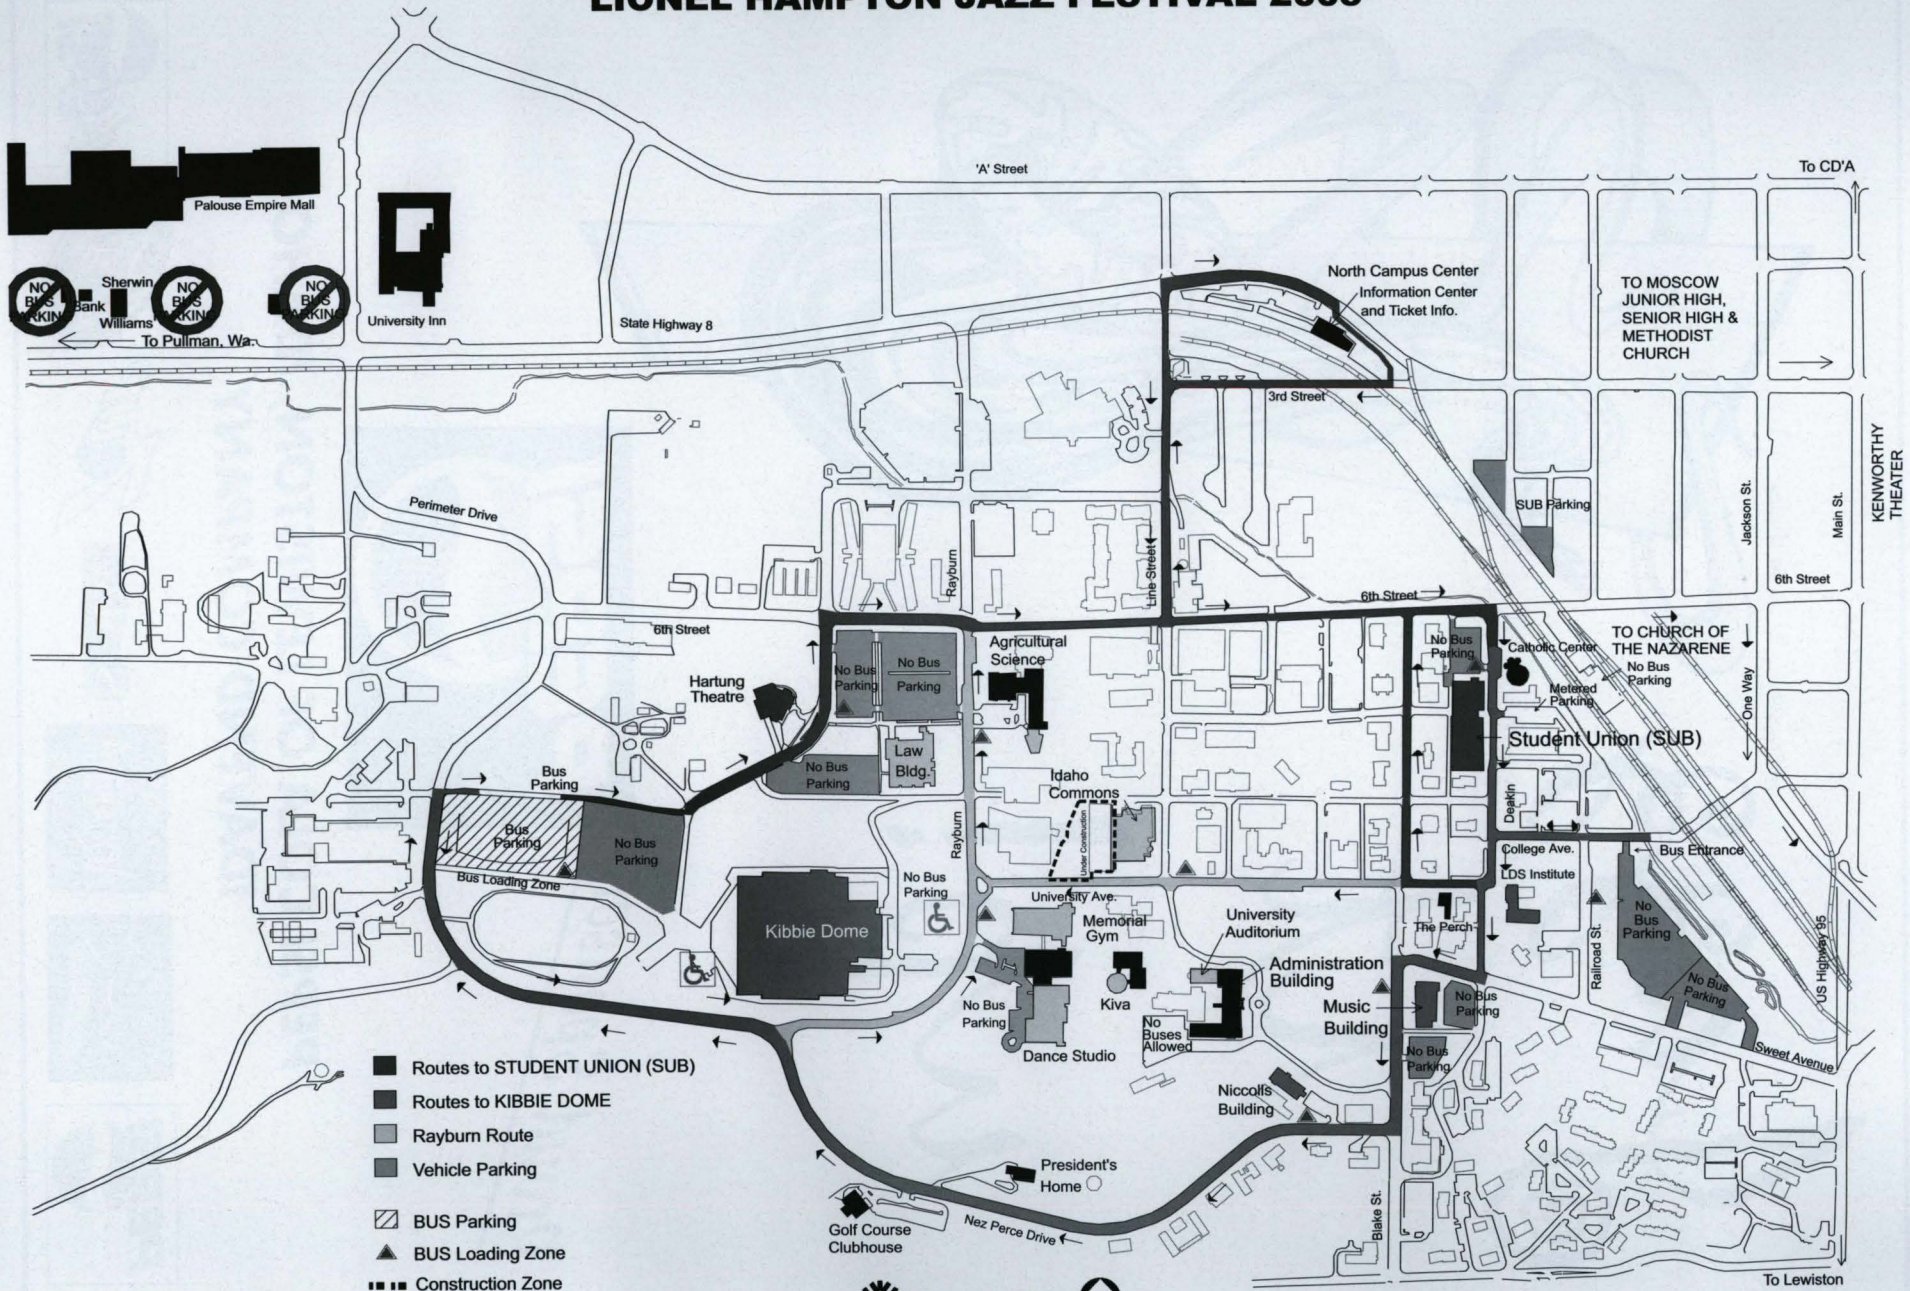 'A' Street
To CD'A
Palouse Empire Mall
NO
BUS
PARKING
Bank
Sherwin
Williams
NO
BUS
PARKING
NO
BUS
PARKING
University Inn
To Pullman, Wa.
State Highway 8
North Campus Center
Information Center
and Ticket Info.
TO MOSCOW
JUNIOR HIGH,
SENIOR HIGH &
METHODIST
CHURCH
3rd Street
KENWORTHY
THEATER
Perimeter Drive
SUB Parking
Jackson St.
Main St.
Rayburn
Line Street
6th Street
6th Street
6th Street
Agricultural
Science
No Bus
Parking
No Bus
Parking
No Bus
Parking
Catholic Center
TO CHURCH OF
THE NAZARENE
No Bus
Parking
Metered
Parking
One Way
Hartung
Theatre
Student Union (SUB)
Law
Bldg.
No Bus
Parking
Bus
Parking
Idaho
Commons
Deakin
Bus
Parking
No Bus
Parking
Rayburn
Under Construction
College Ave.
Bus Entrance
Bus Loading Zone
No Bus
Parking
University Ave.
LDS Institute
Kibbie Dome
Memorial
Gym
University
Auditorium
The Perch
No
Bus
Parking
Railroad St.
US Highway 95
Administration
Building
Kiva
No Bus
Parking
No
Buses
Allowed
Music
Building
No Bus
Parking
No Bus
Parking
Dance Studio
No Bus
Parking
Sweet Avenue
Niccolls
Building
Routes to STUDENT UNION (SUB)
Routes to KIBBIE DOME
Rayburn Route
Vehicle Parking
BUS Parking
BUS Loading Zone
Construction Zone
President's
Home
Golf Course
Clubhouse
Nez Perce Drive
Blake St.
To Lewiston